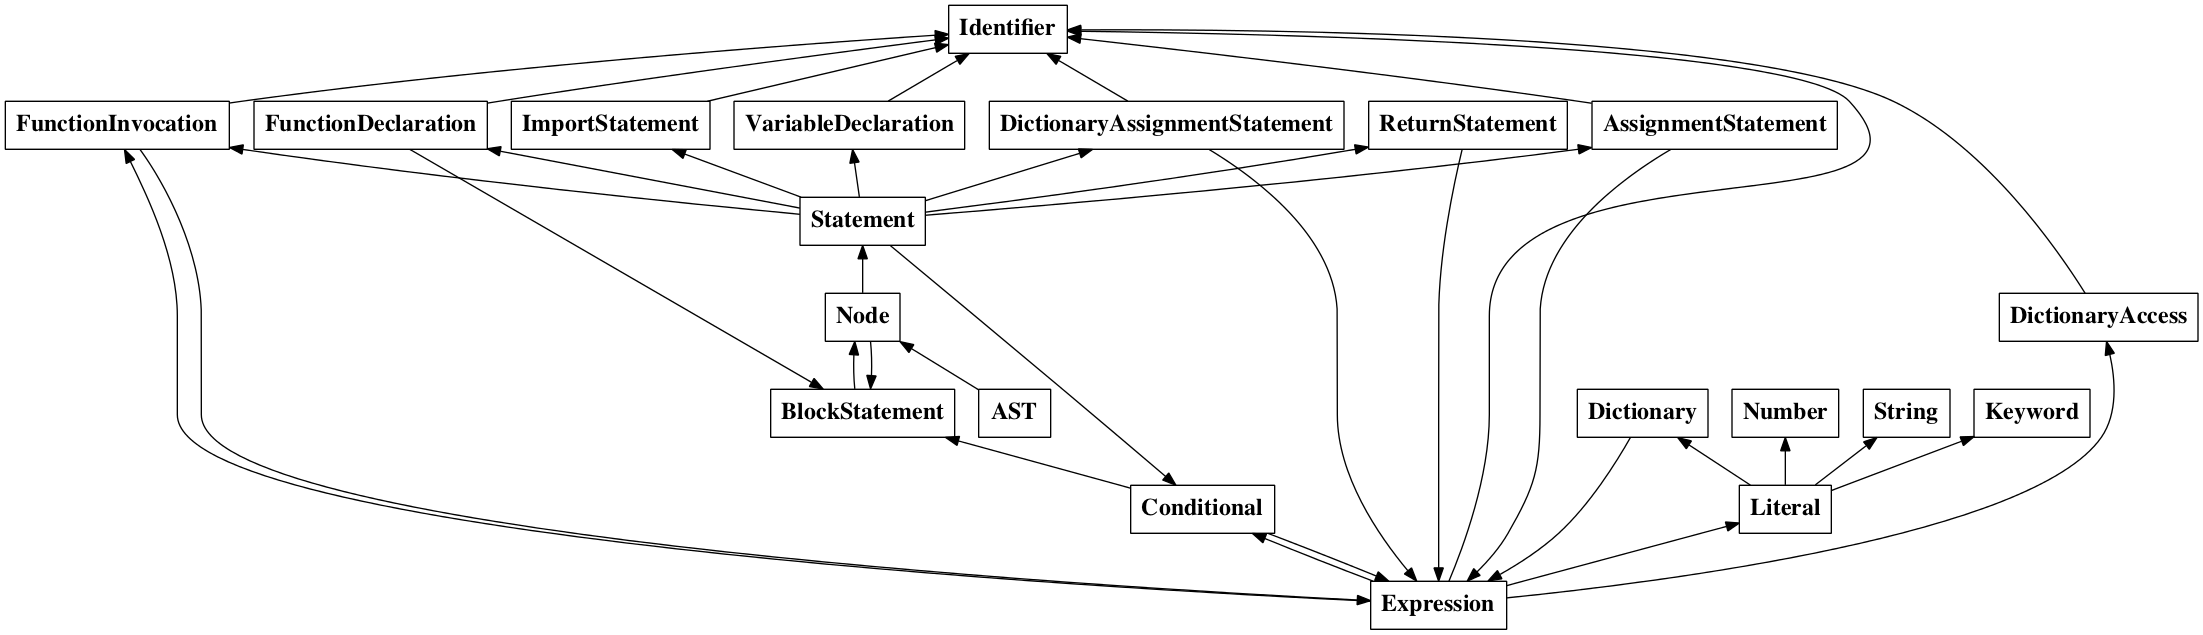 Identifier
FunctionInvocation
FunctionDeclaration
ImportStatement
VariableDeclaration
DictionaryAssignmentStatement
ReturnStatement
AssignmentStatement
Statement
Node
DictionaryAccess
BlockStatement
AST
Dictionary
Number
String
Keyword
Conditional
Literal
Expression